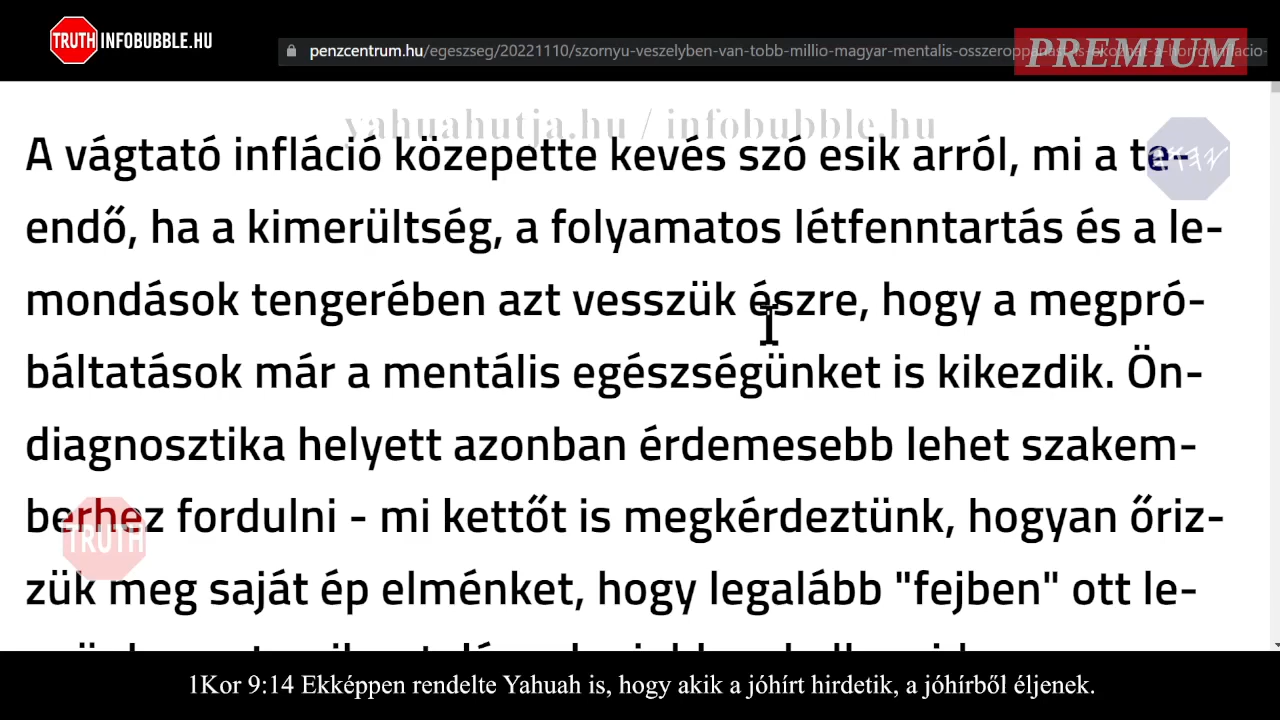 TRUTH INFOBUBBLE.HU
penzcentrum.hu/egeszseg/20221110/szornyu-veszelyben-van-tobb-millio-magyar-mentalis-osszeroppanas
PREMIUM
yahuahutja.hu / infobubble.hu
A vágtató infláció közepette kevés szó esik arról, mi a te-
endő, ha a kimerültség, a folyamatos létfenntartás és a le-
mondások tengerében azt vesszük észre, hogy a megpró-
báltatások már a mentális egészségünket is kikezdik. Ön-
diagnosztika helyett azonban érdemesebb lehet szakem-
berhez fordulni - mi kettőt is megkérdeztünk, hogyan őriz-
zük meg saját ép elménket, hogy legalább "fejben" ott le-
TRUTH
1Kor 9:14 Ekképpen rendelte Yahuah is, hogy akik a jóhírt hirdetik, a jóhírből éljenek.